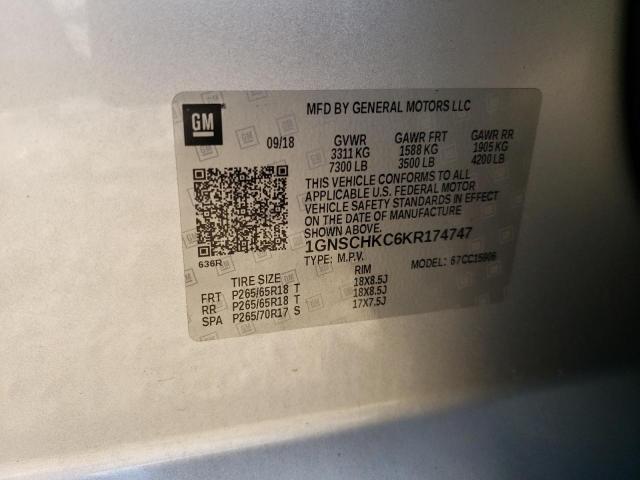 GM
MFD BY GENERAL MOTORS LLC
09/18 GVWR GAWR FRT GAWR RR
3311 KG 1588 KG 1905 KG
7300 LB 3500 LB 4200 LB
THIS VEHICLE CONFORMS TO ALL
APPLICABLE U.S. FEDERAL MOTOR
VEHICLE SAFETY STANDARDS IN EFFECT
ON THE DATE OF MANUFACTURE
SHOWN ABOVE.
1GNSCHKC6KR174747
636R TYPE: M.P.V. MODEL: 67CC15906
TIRE SIZE RIM
FRT P265/65R18 T 18X8.5J
RR P265/65R18 T 18X8.5J
SPA P265/70R17 S 17X7.5J